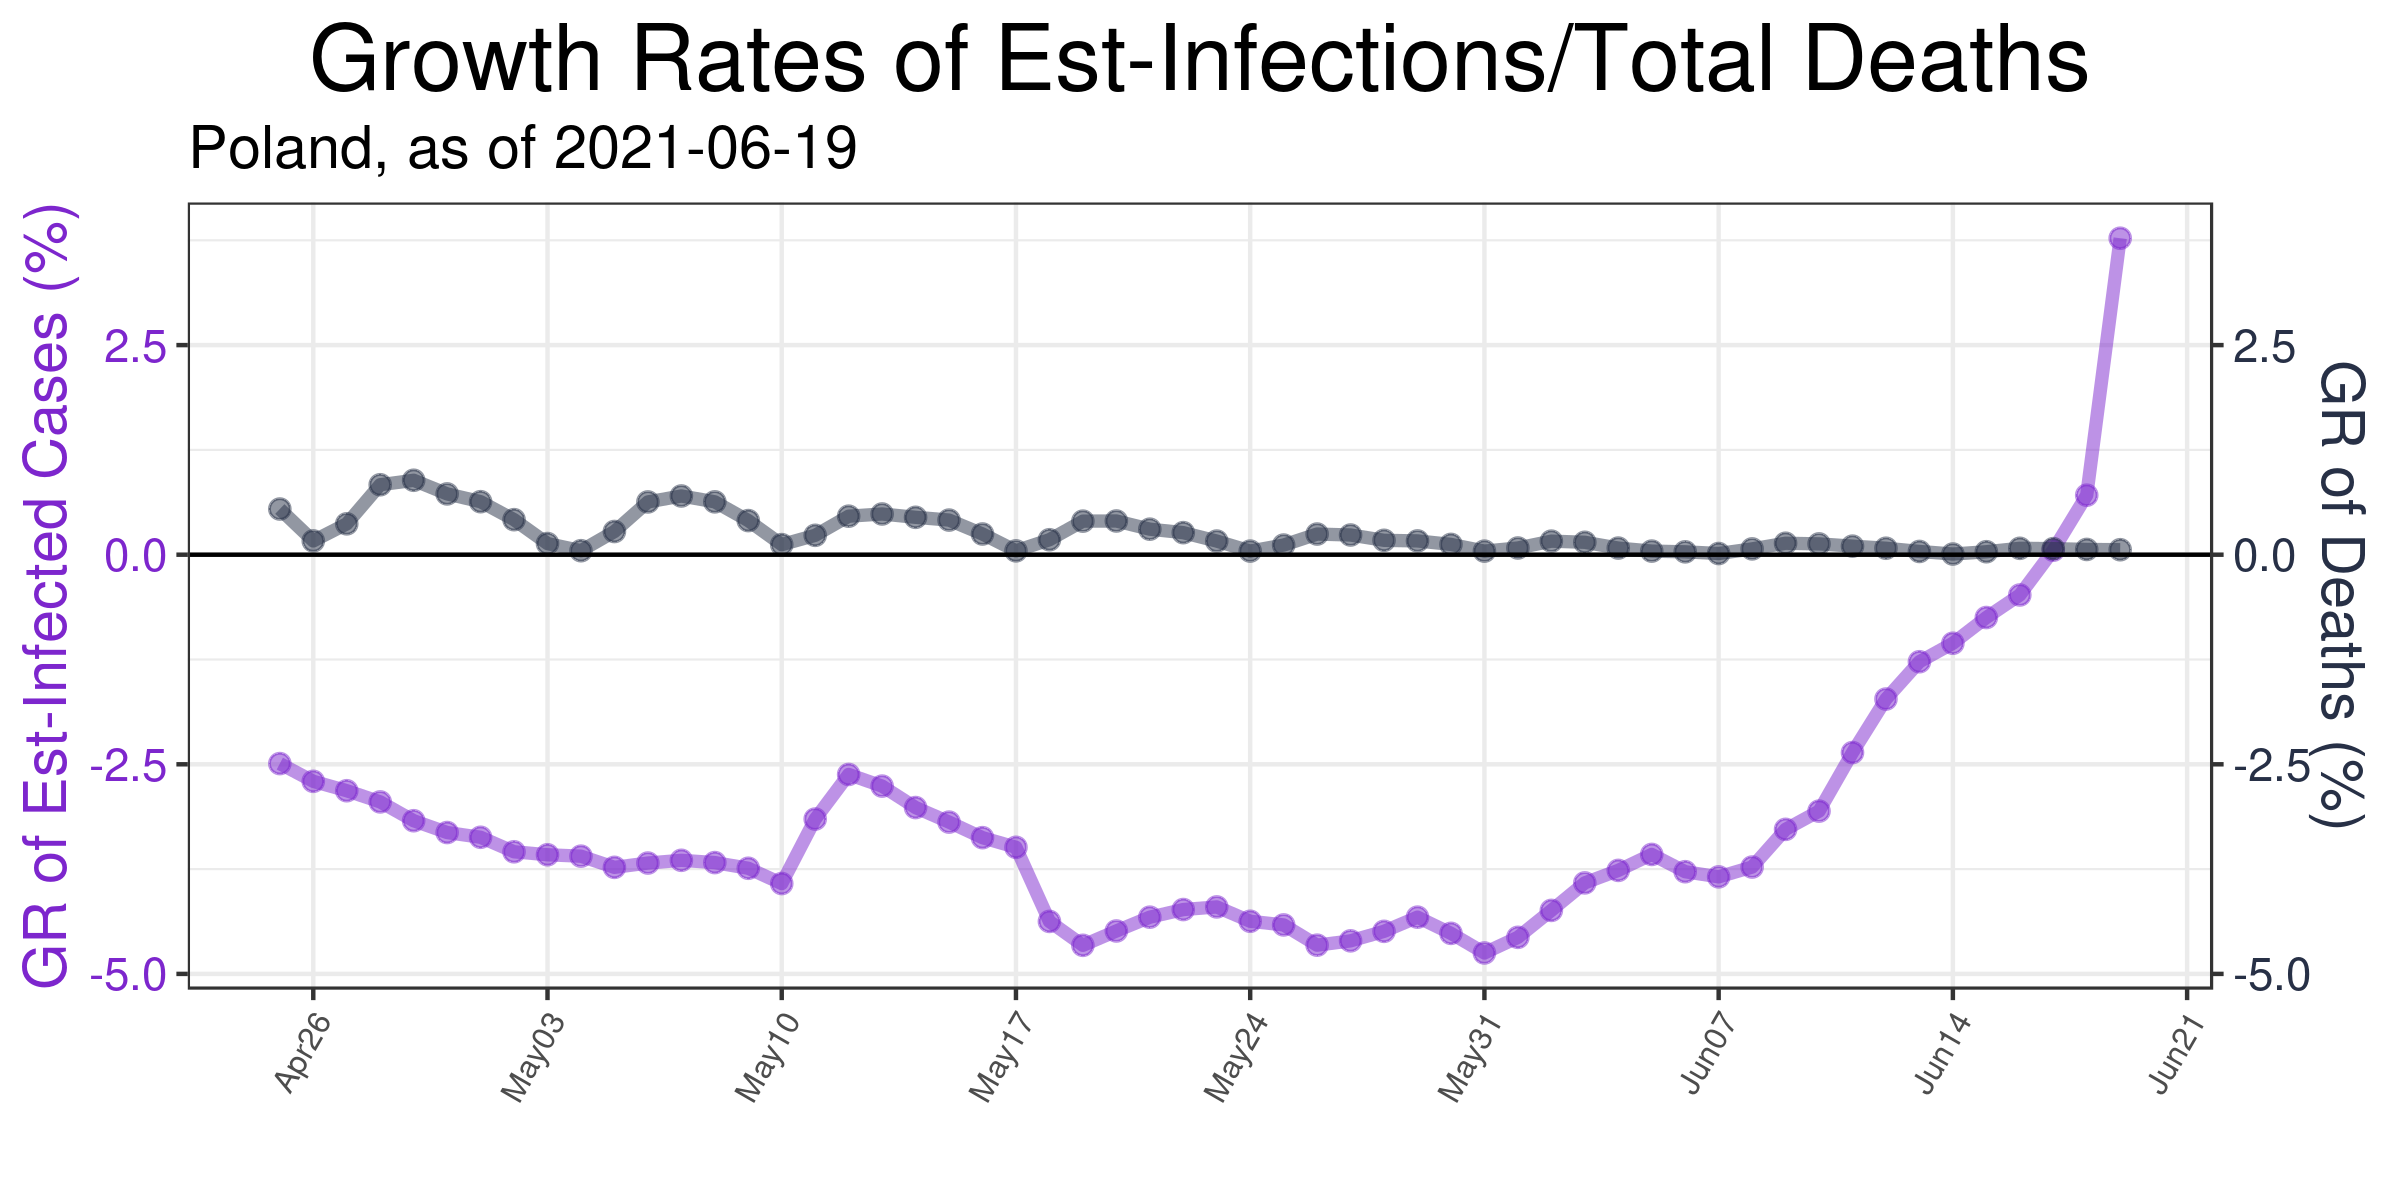 Growth Rates of Est-Infections/Total Deaths
Poland, as of 2021-06-19
GR of Est-Infected Cases (%)
2.5
0.0
-2.5
-5.0
2.5
0.0
-2.5
-5.0
GR of Deaths (%)
Apr26
May03
May10
May17
May24
May31
Jun07
Jun14
Jun21